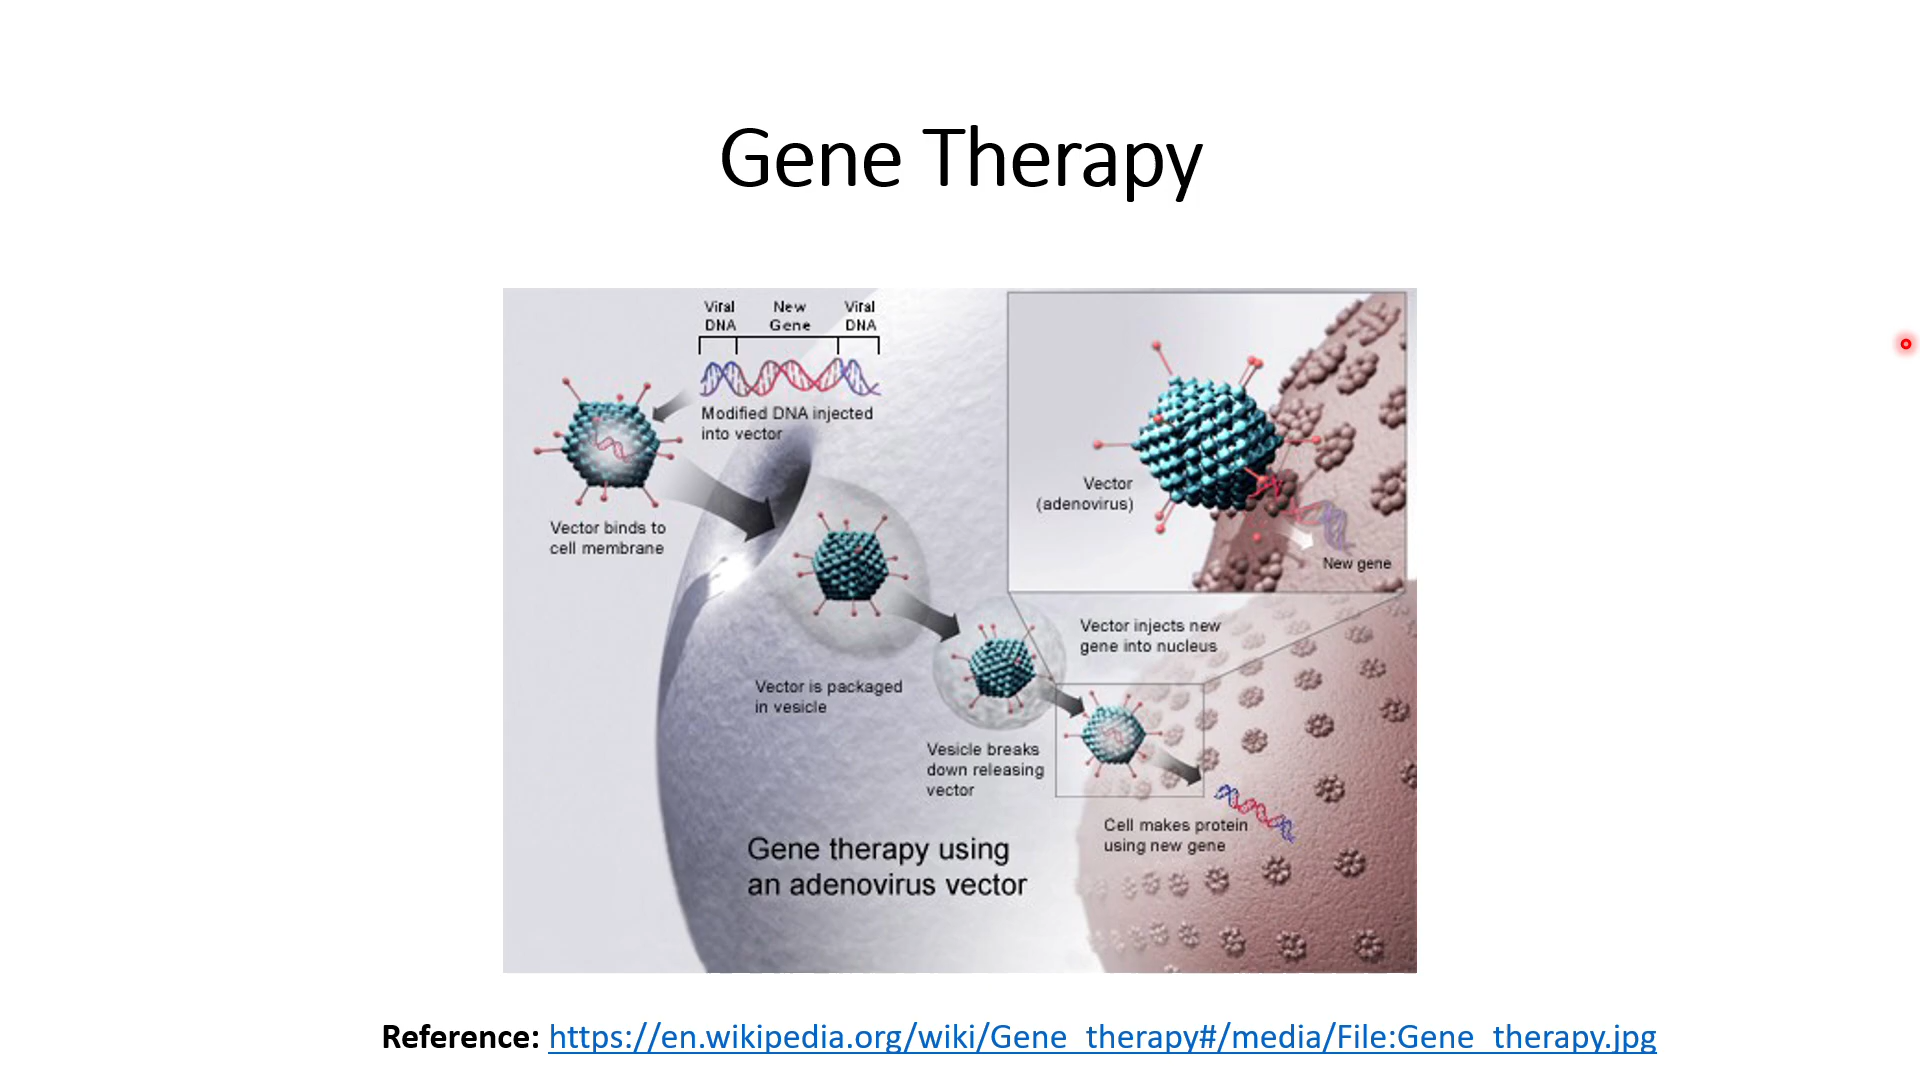 Gene Therapy
Viral
DNA
New
Gene
Viral
DNA
Modified DNA injected
into vector
Vector binds to
cell membrane
Vector
(adenovirus)
New gene
Vector injects new
gene into nucleus
Vector is packaged
in vesicle
Vesicle breaks
down releasing
vector
Cell makes protein
using new gene
Gene therapy using
an adenovirus vector
Reference: https://en.wikipedia.org/wiki/Gene_therapy#/media/File:Gene_therapy.jpg